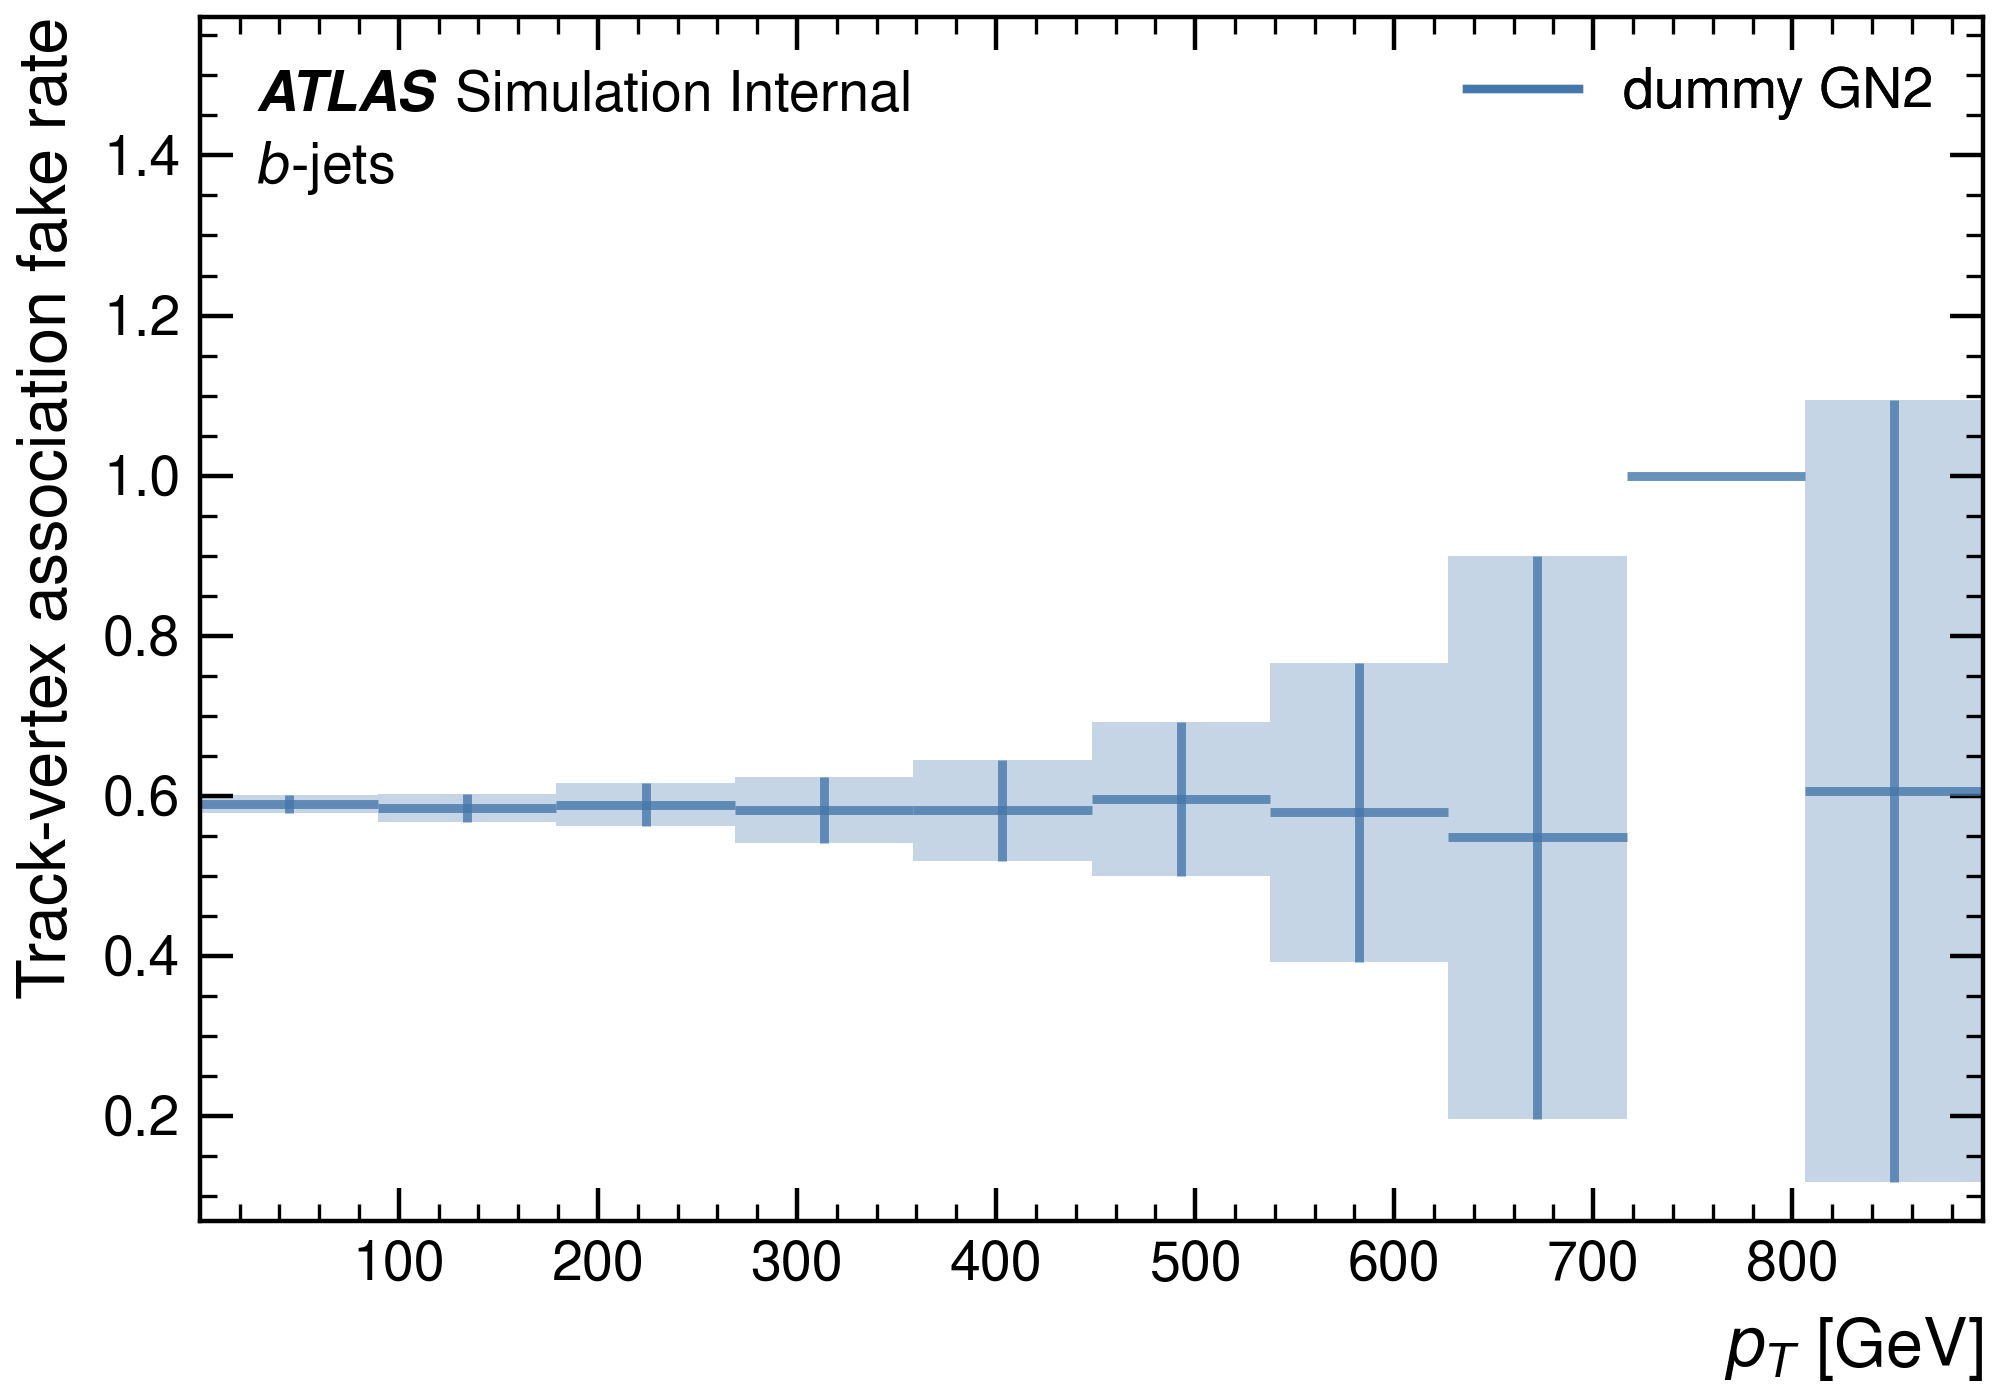 Track-vertex association fake rate
ATLAS Simulation Internal
b-jets
dummy GN2
1.4
1.2
1.0
0.8
0.6
0.4
0.2
100 200 300 400 500 600 700 800
pT [GeV]